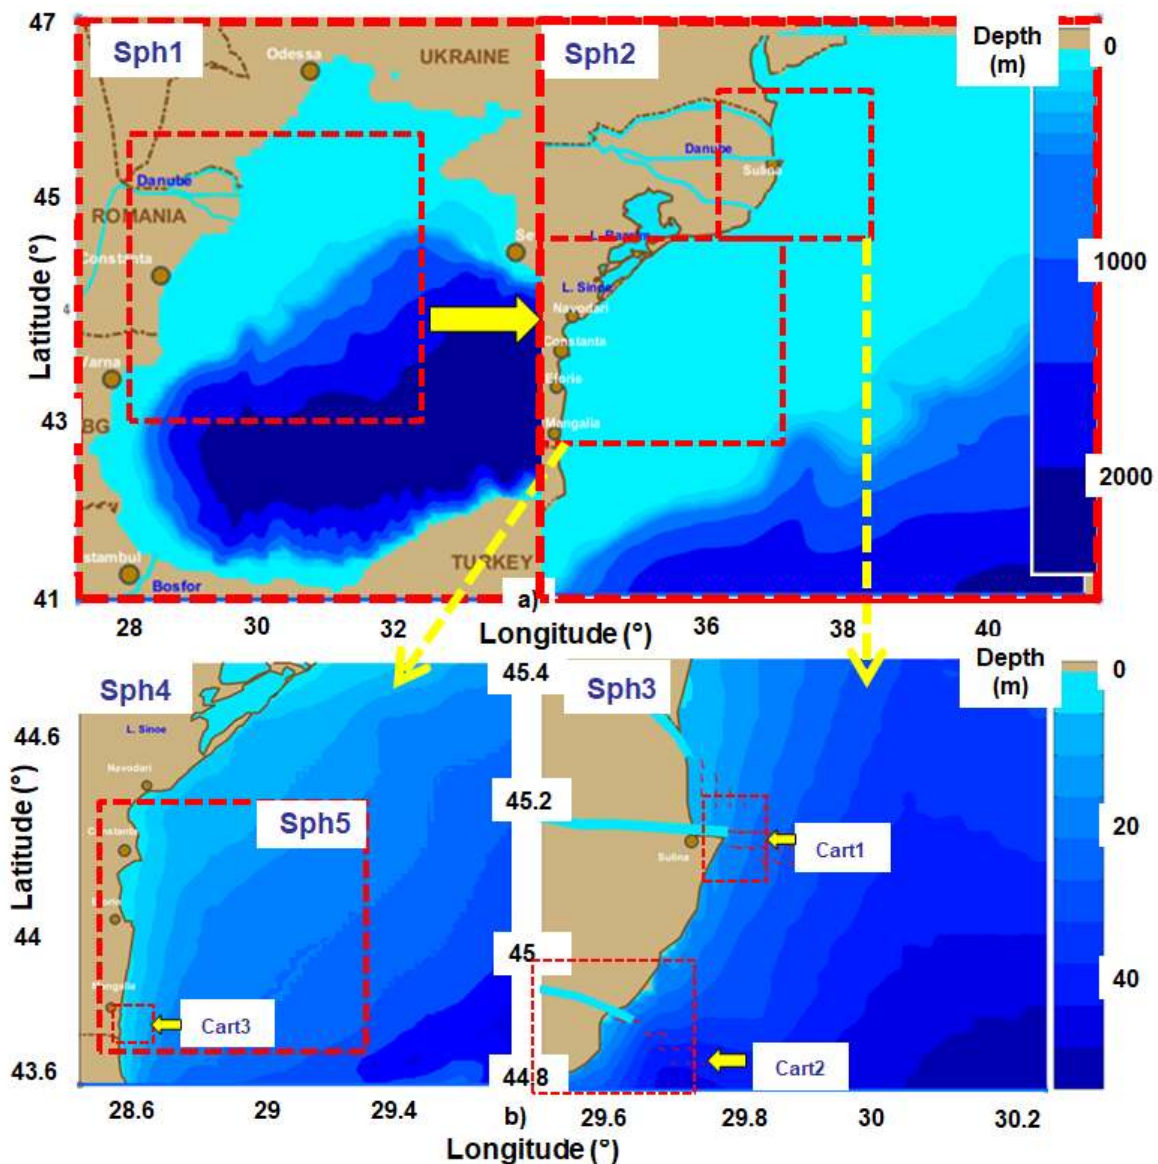 47
Sph1
Odessa
UKRAINE
Sph2
Depth
(m)
0
45
Danube
ROMANIA
Constanta
Danube
Sulina
L. Sinoe
Navodari
Constanta
Eforie
Mangalia
1000
2000
Latitude (°)
4
43
BG
41
TURKEY
Bosfor
a)
28
30
32
Longitude (°)
36
38
40
Sph4
L. Sinoe
Navodari
Sph5
Constanta
Mangalia
Cart3
44.6
44
43.6
Latitude (°)
28.6
29
29.4
45.4
Sph3
Depth
(m)
0
45.2
20
Sulina
Cart1
45
40
Cart2
44.8
b)
29.6
29.8
30
30.2
Longitude (°)